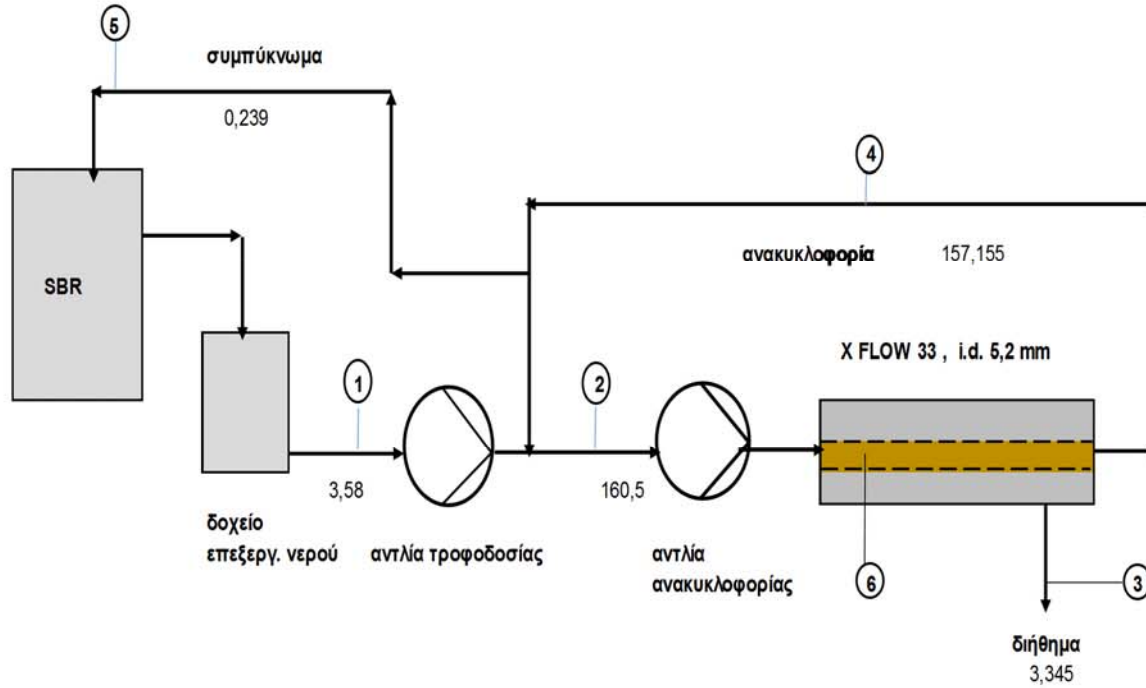 5
συμπύκνωμα
0,239
4
ανακυκλοφορία 157,155
SBR
X FLOW 33 , i.d. 5,2 mm
1
2
3,58
160,5
6
3
δοχείο
επεξεργ. νερού
αντλία τροφοδοσίας
αντλία
ανακυκλοφορίας
διήθημα
3,345